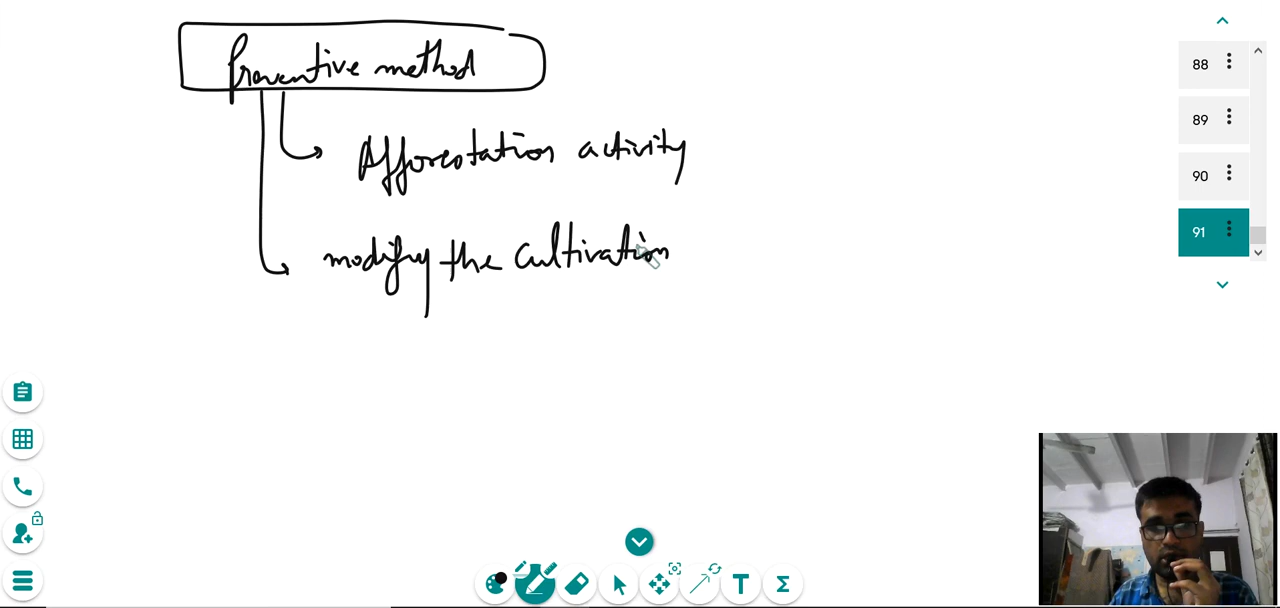 Preventive method
Afforestation activity
modify the cultivation
88
89
90
91
T
Σ